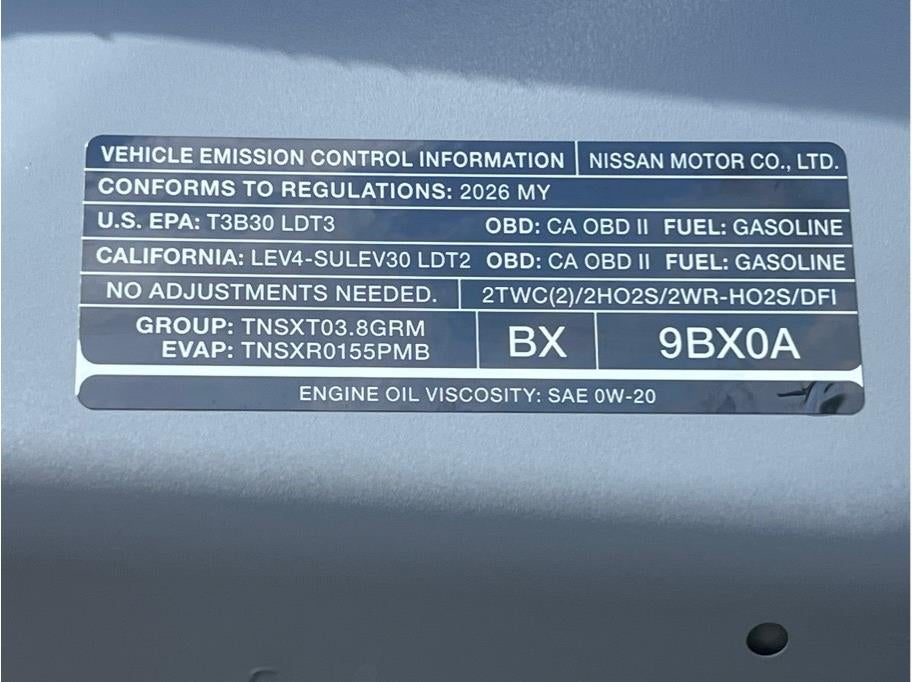 VEHICLE EMISSION CONTROL INFORMATION NISSAN MOTOR CO., LTD.
CONFORMS TO REGULATIONS: 2026 MY
U.S. EPA: T3B30 LDT3 OBD: CA OBD II FUEL: GASOLINE
CALIFORNIA: LEV4-SULEV30 LDT2 OBD: CA OBD II FUEL: GASOLINE
NO ADJUSTMENTS NEEDED. 2TWC(2)/2HO2S/2WR-HO2S/DFI
GROUP: TNSXT03.8GRM
EVAP: TNSXR0155PMB
BX 9BX0A
ENGINE OIL VISCOSITY: SAE 0W-20